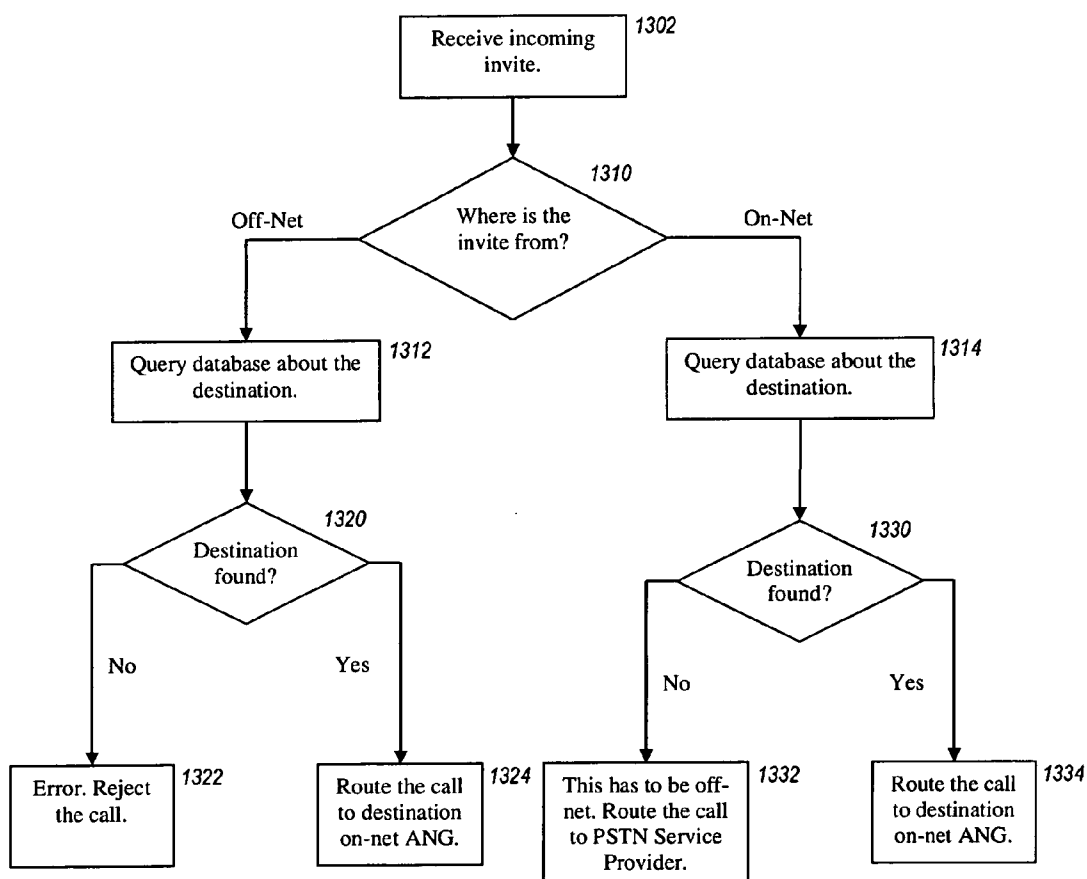 Receive incoming
invite.
1302
1310
Where is the
invite from?
Off-Net
On-Net
Query database about the
destination.
1312
Query database about the
destination.
1314
1320
Destination
found?
1330
Destination
found?
No
Yes
No
Yes
Error. Reject
the call.
1322
Route the call
to destination
on-net ANG.
1324
This has to be off-
net. Route the call
to PSTN Service
Provider.
1332
Route the call
to destination
on-net ANG.
1334